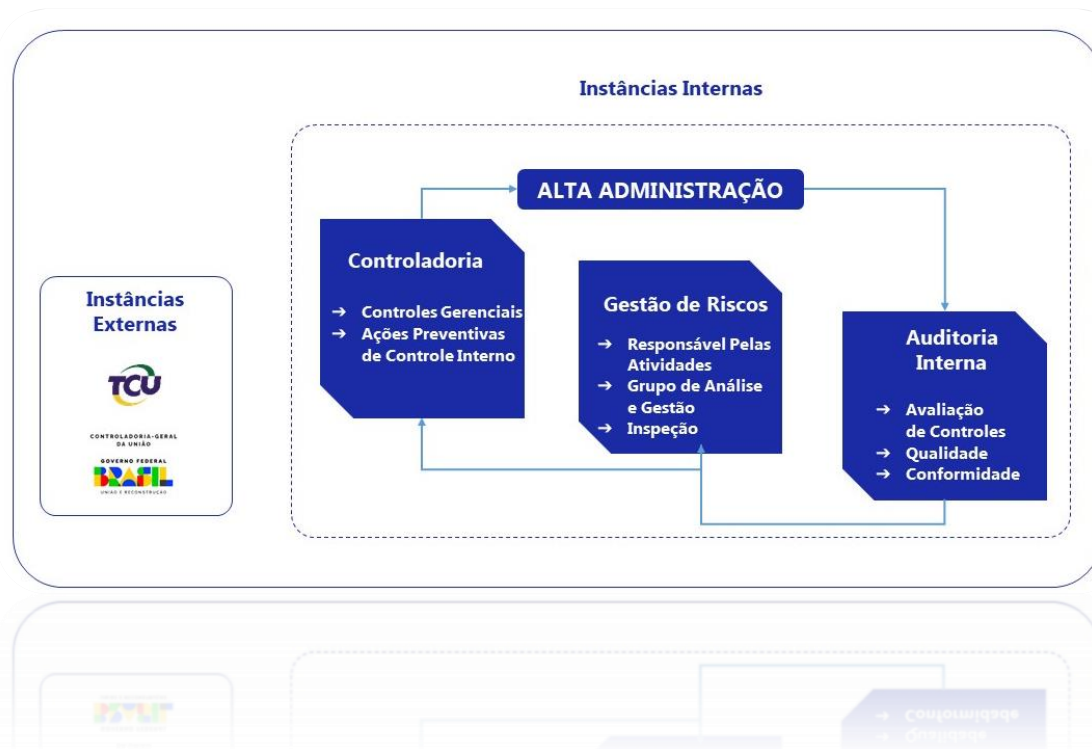 Instâncias Internas
ALTA ADMINISTRAÇÃO
Controladoria
→ Controles Gerenciais
→ Ações Preventivas
de Controle Interno
Gestão de Riscos
→ Responsável Pelas
Atividades
→ Grupo de Análise
e Gestão
→ Inspeção
Auditoria
Interna
→ Avaliação
de Controles
→ Qualidade
→ Conformidade
Instâncias
Externas
TCU
CONTROLADORIA-GERAL
DA UNIÃO
GOVERNO FEDERAL
BRASIL
UNIÃO E RECONSTRUÇÃO